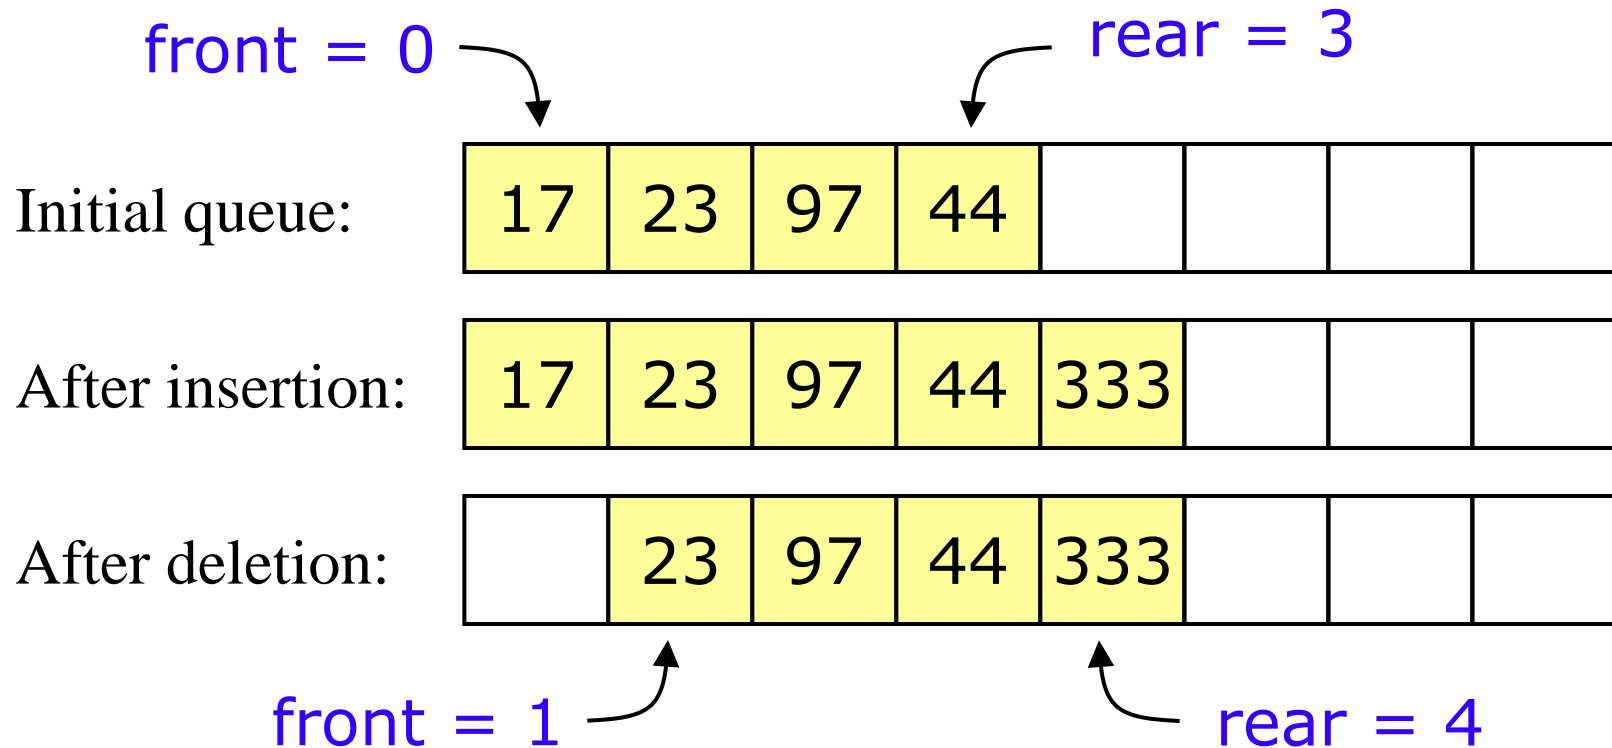 front = 0
rear = 3
Initial queue: 17 23 97 44
After insertion: 17 23 97 44 333
After deletion: 23 97 44 333
front = 1
rear = 4